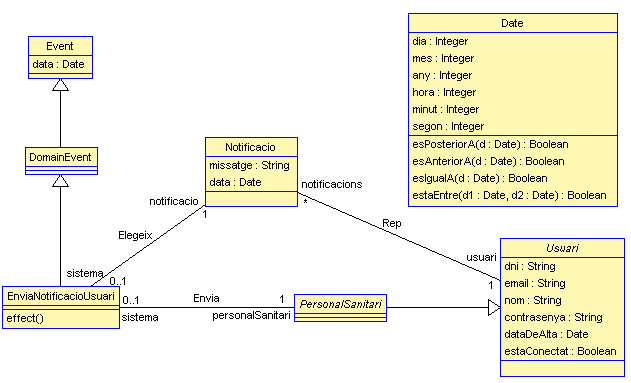 Date
dia : Integer
mes : Integer
any : Integer
hora : Integer
minut : Integer
segon : Integer
esPosteriorA(d : Date) : Boolean
esAnteriorA(d : Date) : Boolean
esIgualA(d : Date) : Boolean
estaEntre(d1 : Date, d2 : Date) : Boolean
Event
data : Date
DomainEvent
Notificacio
missatge : String
data : Date
notificacions
*
notificacio
1
Elegeix
Rep
sistema
0..1
usuari
1
Usuari
dni : String
email : String
nom : String
contrasenya : String
dataDeAlta : Date
estaConectat : Boolean
EnviaNotificacioUsuari
effect()
0..1
sistema
Envia
1
personalSanitari
PersonalSanitari